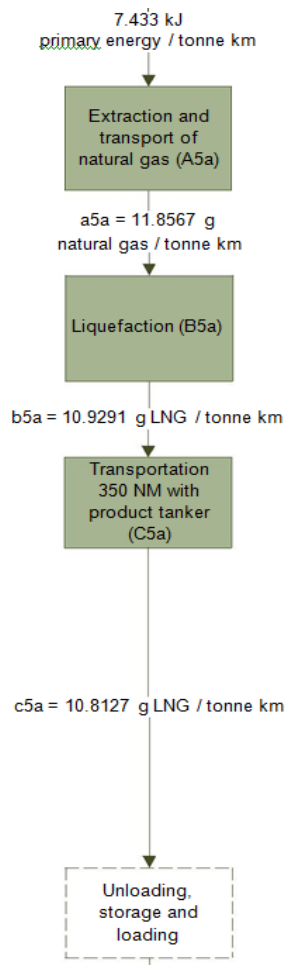 7.433 kJ
primary energy / tonne km
Extraction and
transport of
natural gas (A5a)
a5a = 11.8567 g
natural gas / tonne km
Liquefaction (B5a)
b5a = 10.9291 g LNG / tonne km
Transportation
350 NM with
product tanker
(C5a)
c5a = 10.8127 g LNG / tonne km
Unloading,
storage and
loading